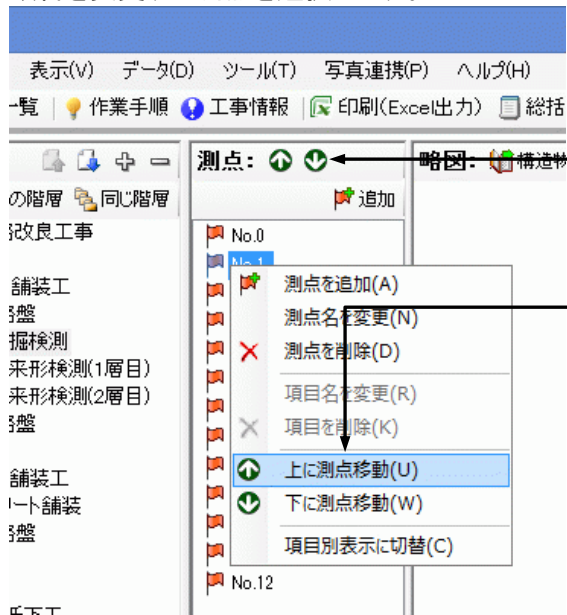 表示(V) データ(D) ツール(T) 写真連携(P) ヘルプ(H)
一覧 作業手順 工事情報 印刷(Excel出力) 総括
測点: 略図: 構造物
の階層 同じ階層 追加
改良工事
舗装工
路盤
掘検測
来形検測(1層目)
来形検測(2層目)
路盤
舗装工
リート舗装
路盤
No.0
No.1
測点を追加(A)
測点名を変更(N)
測点を削除(D)
項目名を変更(R)
項目を削除(K)
上に測点移動(U)
下に測点移動(W)
項目別表示に切替(C)
No.12